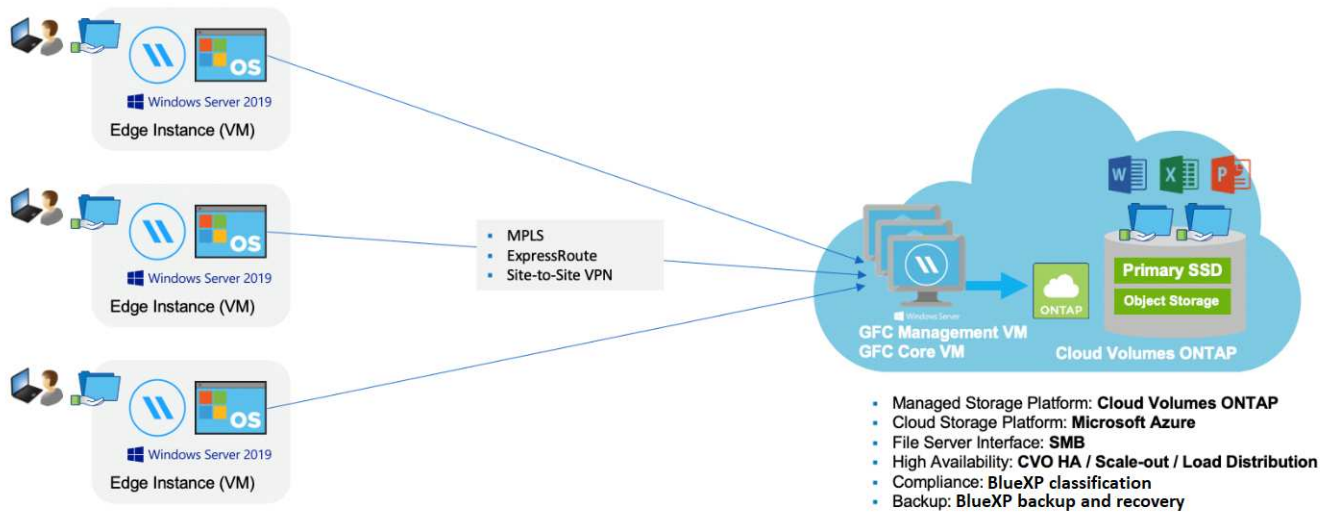 OS
Windows Server 2019
Edge Instance (VM)
OS
Windows Server 2019
Edge Instance (VM)
OS
Windows Server 2019
Edge Instance (VM)
▪ MPLS
▪ ExpressRoute
▪ Site-to-Site VPN
W X P
Primary SSD
Object Storage
ONTAP
Windows Server
GFC Management VM
GFC Core VM
Cloud Volumes ONTAP
▪ Managed Storage Platform: Cloud Volumes ONTAP
▪ Cloud Storage Platform: Microsoft Azure
▪ File Server Interface: SMB
▪ High Availability: CVO HA / Scale-out / Load Distribution
▪ Compliance: BlueXP classification
▪ Backup: BlueXP backup and recovery